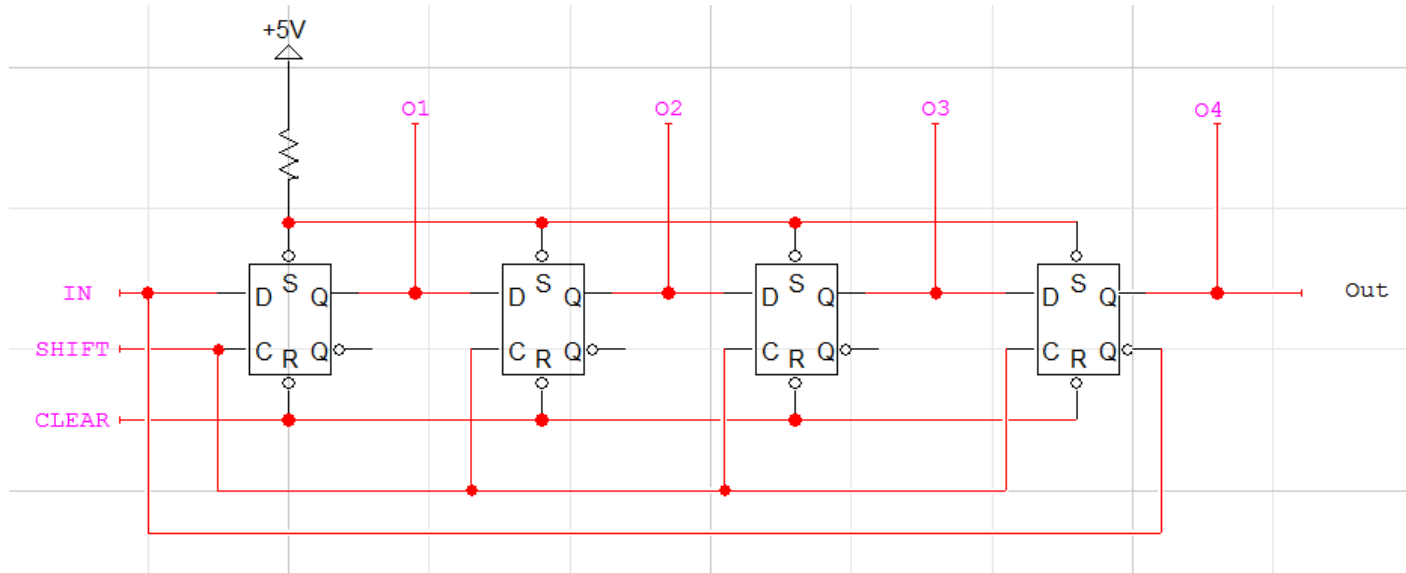 +5V
O1 O2 O3 O4
S S S S
IN D Q D Q D Q D Q Out
SHIFT C R Q C R Q C R Q C R Q
CLEAR